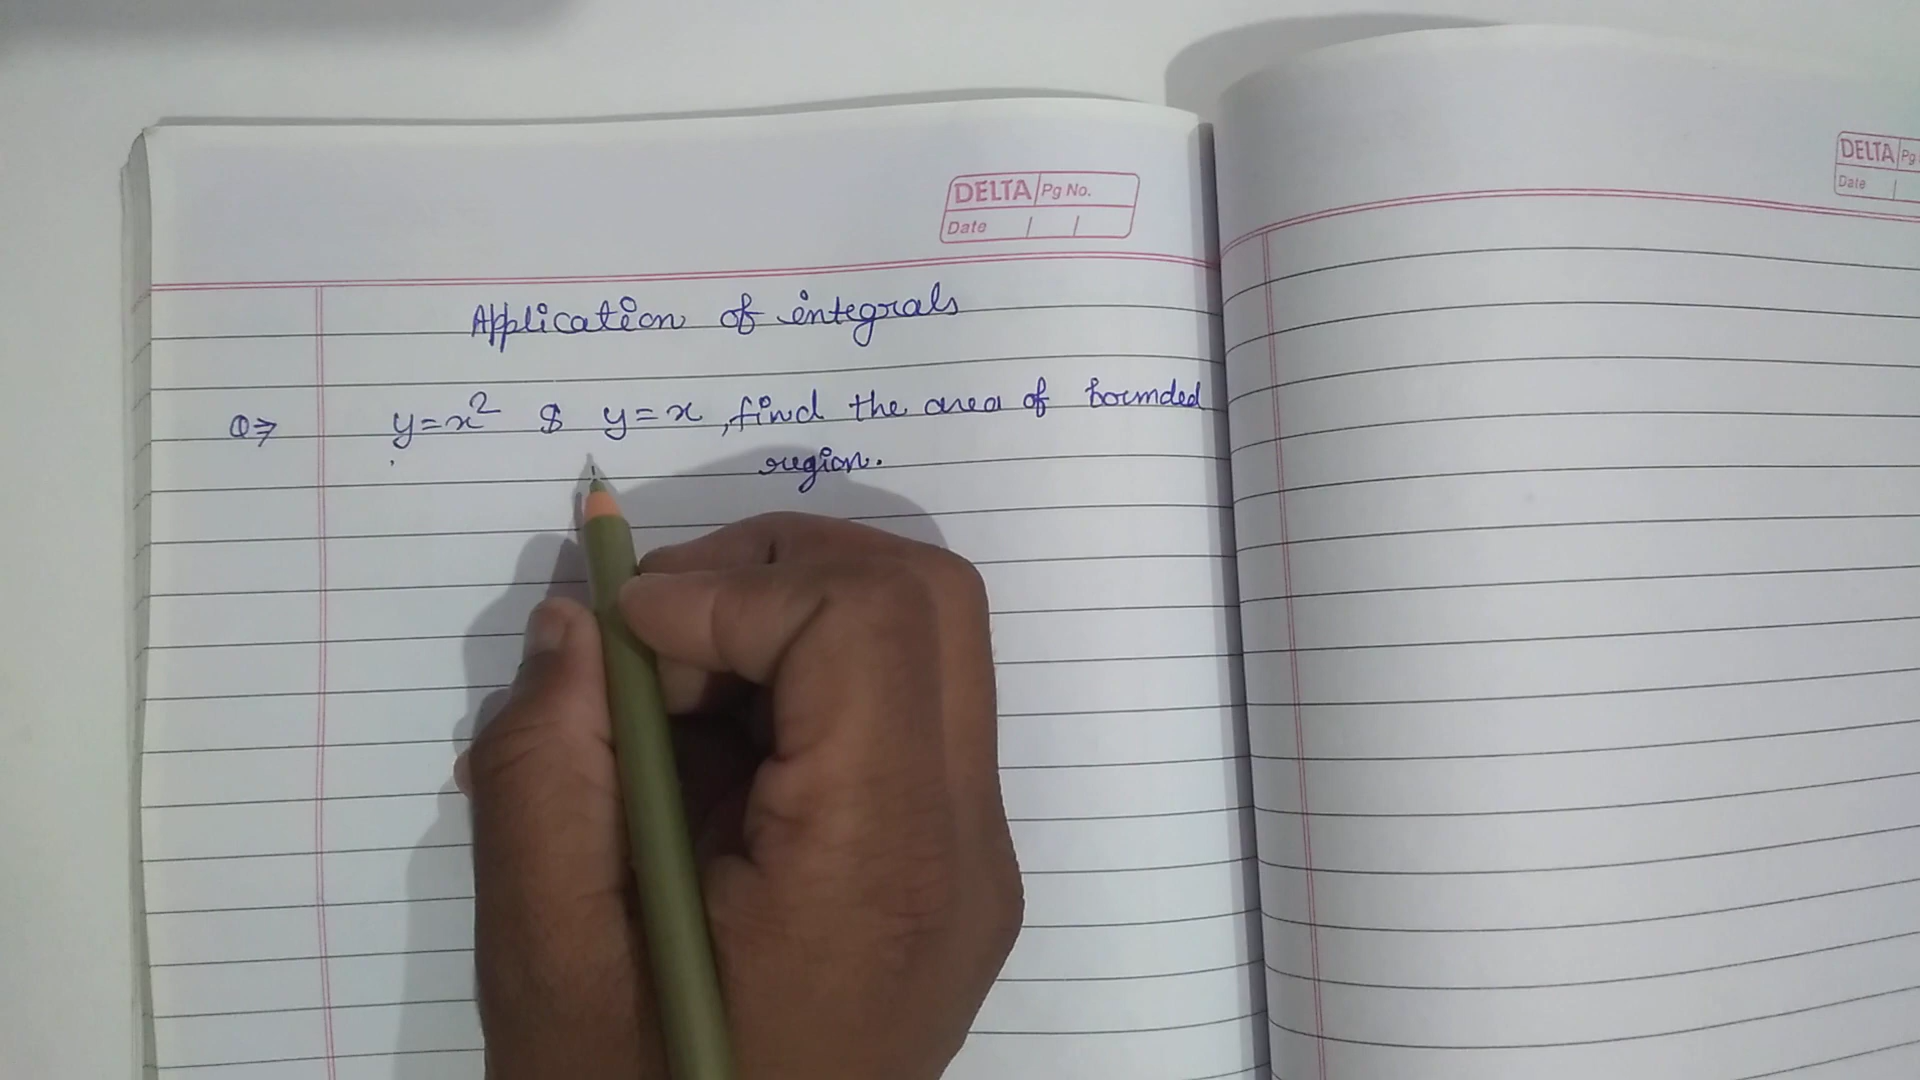 DELTA Pg No.
Date / /
Application of integrals
Q⇒ y=x² & y=x, find the area of bounded
region.
DELTA Pg
Date /